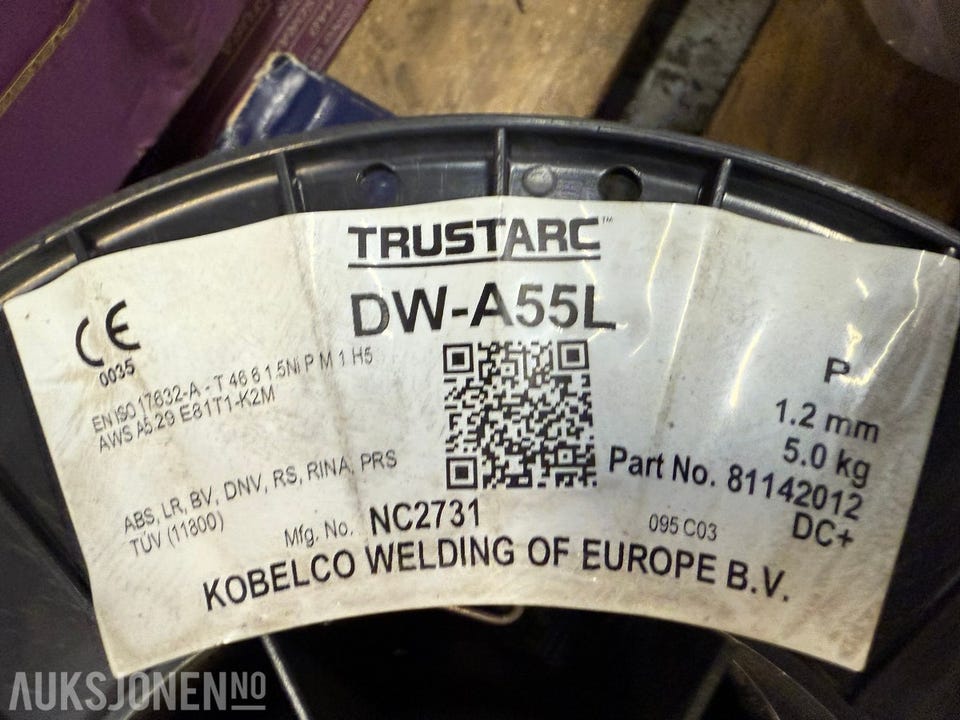 TRUSTARC™
DW-A55L
CE
0035
EN ISO 17632-A - T 46 6 1.5Ni P M 1 H5
AWS A5.29 E81T1-K2M
P
1.2 mm
5.0 kg
Part No. 81142012
DC+
ABS, LR, BV, DNV, RS, RINA, PRS
TÜV (11800)
Mfg. No. NC2731
095 C03
KOBELCO WELDING OF EUROPE B.V.
AUKSJONEN.NO